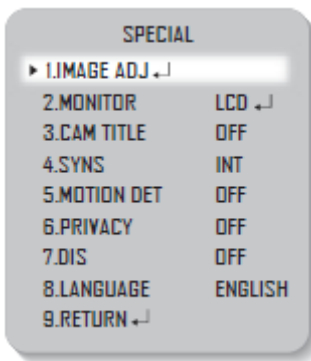 SPECIAL
▶ 1.IMAGE ADJ ↵
2.MONITOR LCD ↵
3.CAM TITLE OFF
4.SYNS INT
5.MOTION DET OFF
6.PRIVACY OFF
7.DIS OFF
8.LANGUAGE ENGLISH
9.RETURN ↵